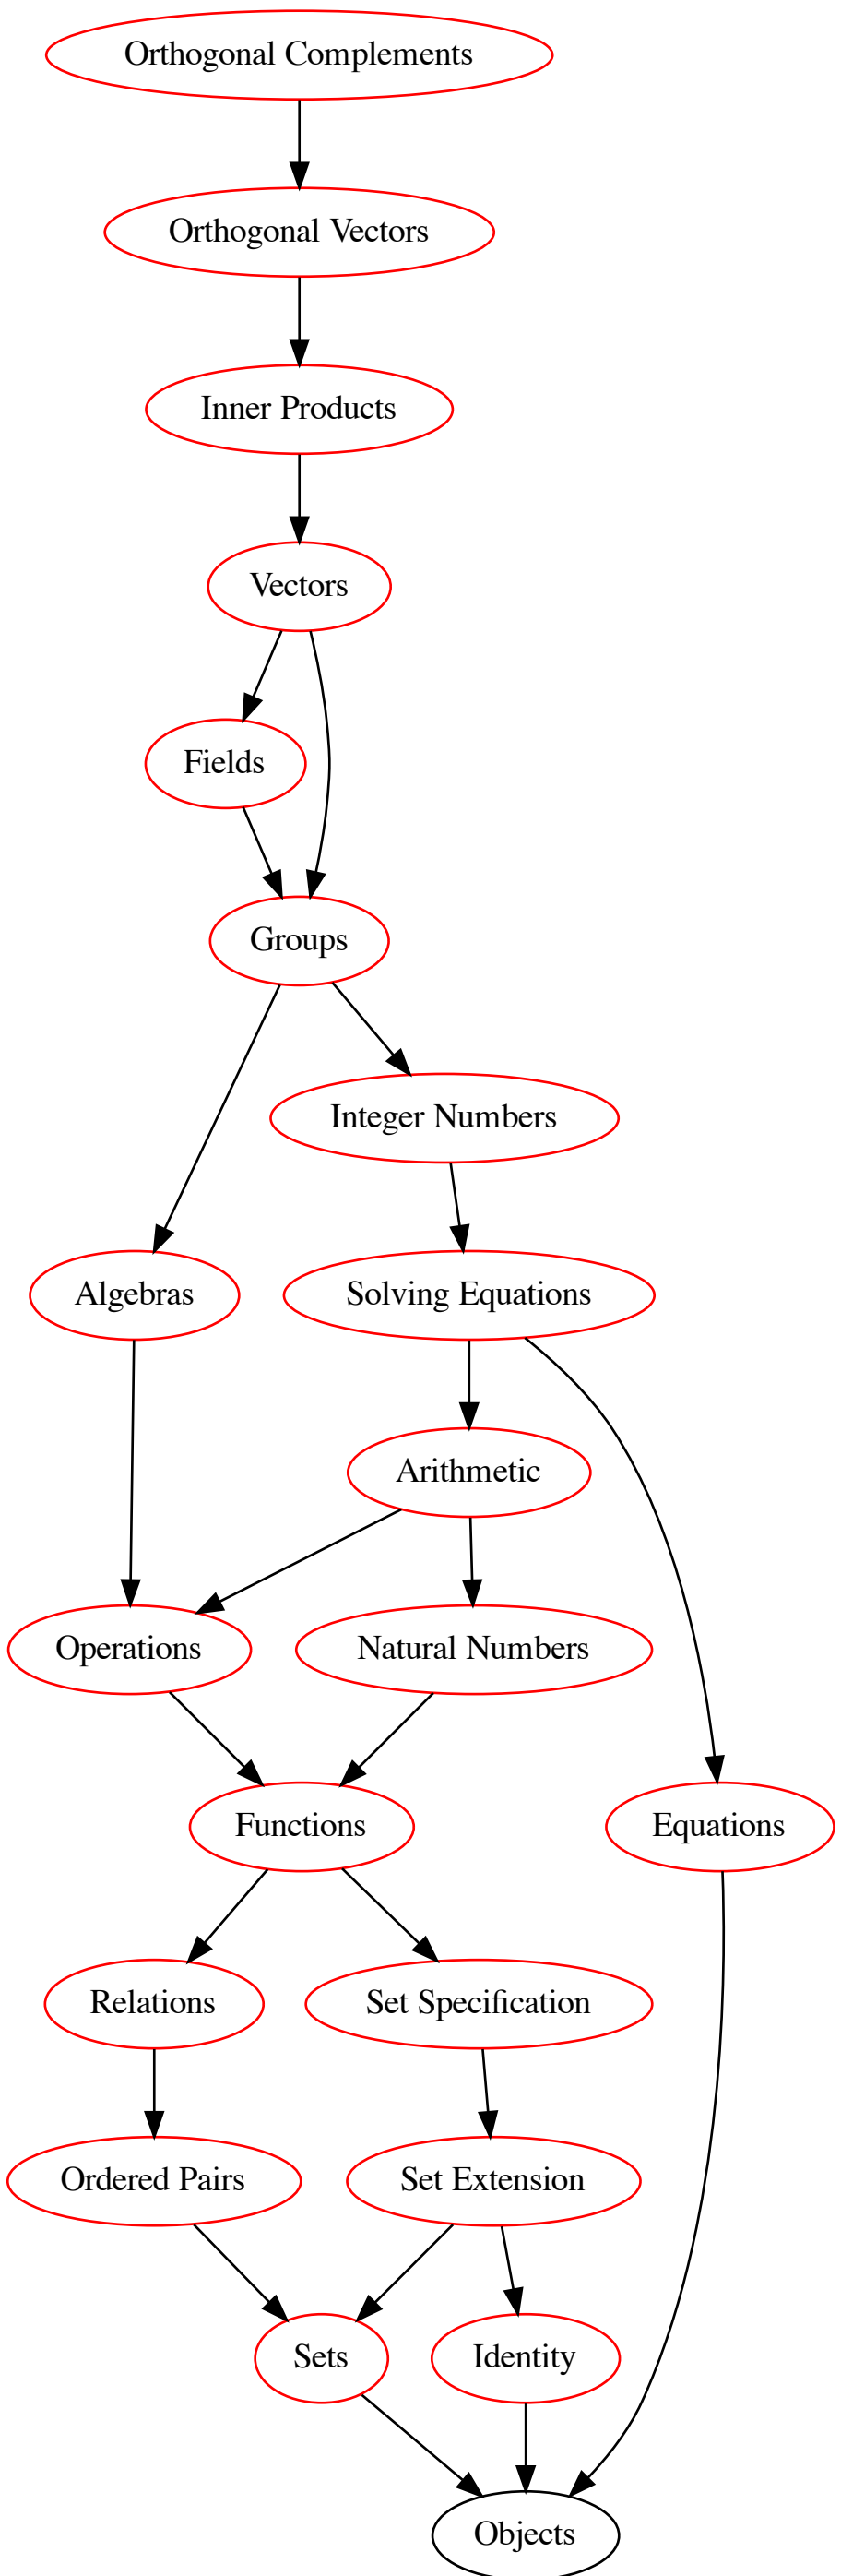 Orthogonal Complements
Orthogonal Vectors
Inner Products
Vectors
Fields
Groups
Integer Numbers
Algebras
Solving Equations
Arithmetic
Operations
Natural Numbers
Functions
Equations
Relations
Set Specification
Ordered Pairs
Set Extension
Sets
Identity
Objects